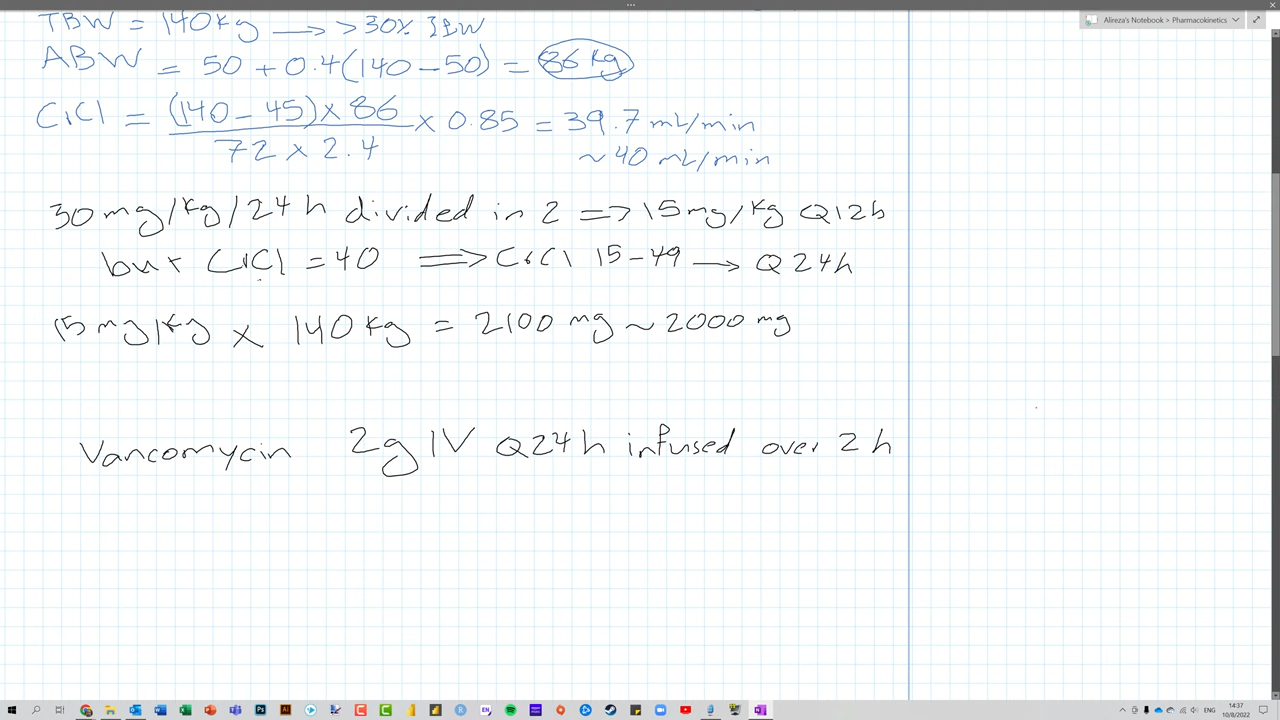 Alireza's Notebook > Pharmacokinetics
TBW = 140 kg → > 30% IBW
ABW = 50 + 0.4(140 - 50) = 86 kg
CrCl = (140 - 45) × 86 / 72 × 2.4 × 0.85 = 39.7 mL/min
~40 mL/min
30 mg/kg/24 h divided in 2 => 15 mg/kg Q12h
but CrCl = 40 ⟹ CrCl 15-49 → Q24h
15 mg/kg × 140 kg = 2100 mg ~ 2000 mg
Vancomycin 2g IV Q24h infused over 2 h
ENG
14:37
10/8/2022